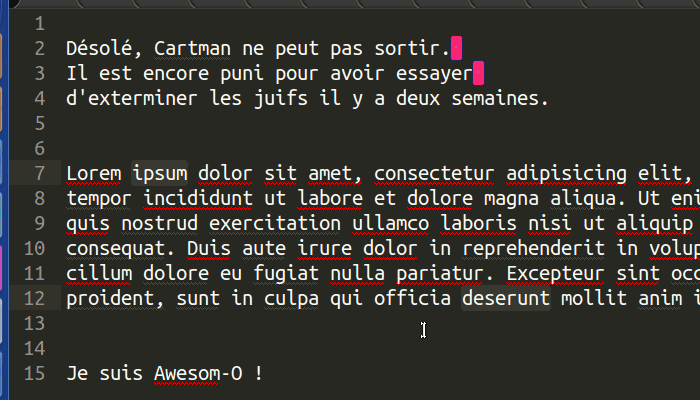 1
2 Désolé, Cartman ne peut pas sortir.
3 Il est encore puni pour avoir essayer
4 d'exterminer les juifs il y a deux semaines.
5
6
7 Lorem ipsum dolor sit amet, consectetur adipisicing elit,
8 tempor incididunt ut labore et dolore magna aliqua. Ut
9 quis nostrud exercitation ullamco laboris nisi ut aliquip
10 consequat. Duis aute irure dolor in reprehenderit in
11 cillum dolore eu fugiat nulla pariatur. Excepteur sint
12 proident, sunt in culpa qui officia deserunt mollit anim
13
14
15 Je suis Awesom-O !